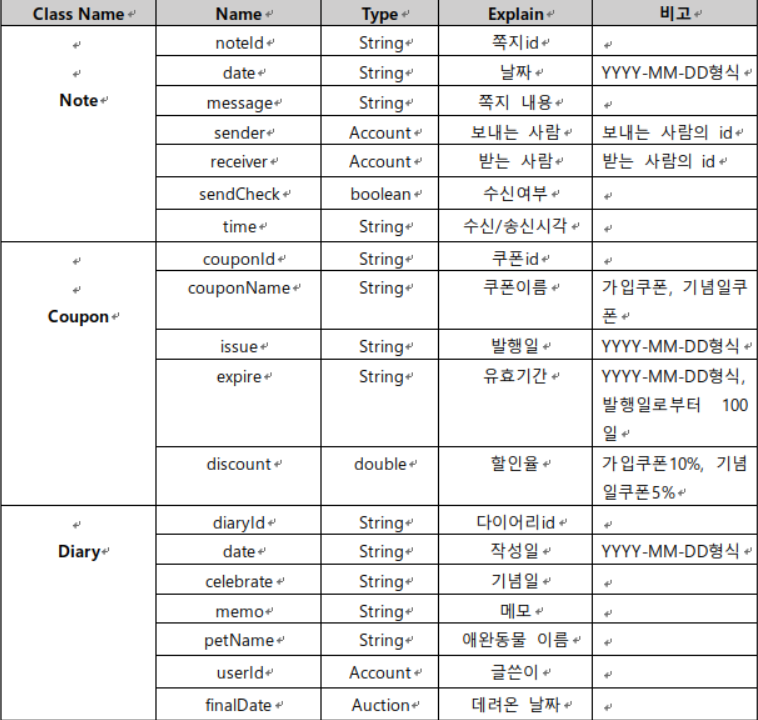 Class Name Name Type Explain 비고
noteId String 쪽지id
date String 날짜 YYYY-MM-DD형식
Note message String 쪽지 내용
sender Account 보내는 사람 보내는 사람의 id
receiver Account 받는 사람 받는 사람의 id
sendCheck boolean 수신여부
time String 수신/송신시각
couponId String 쿠폰id
couponName String 쿠폰이름 가입쿠폰, 기념일쿠
Coupon 폰
issue String 발행일 YYYY-MM-DD형식
expire String 유효기간 YYYY-MM-DD형식,
발행일로부터 100
일
discount double 할인율 가입쿠폰10%, 기념
일쿠폰5%
diaryId String 다이어리id
Diary date String 작성일 YYYY-MM-DD형식
celebrate String 기념일
memo String 메모
petName String 애완동물 이름
userId Account 글쓴이
finalDate Auction 데려온 날짜